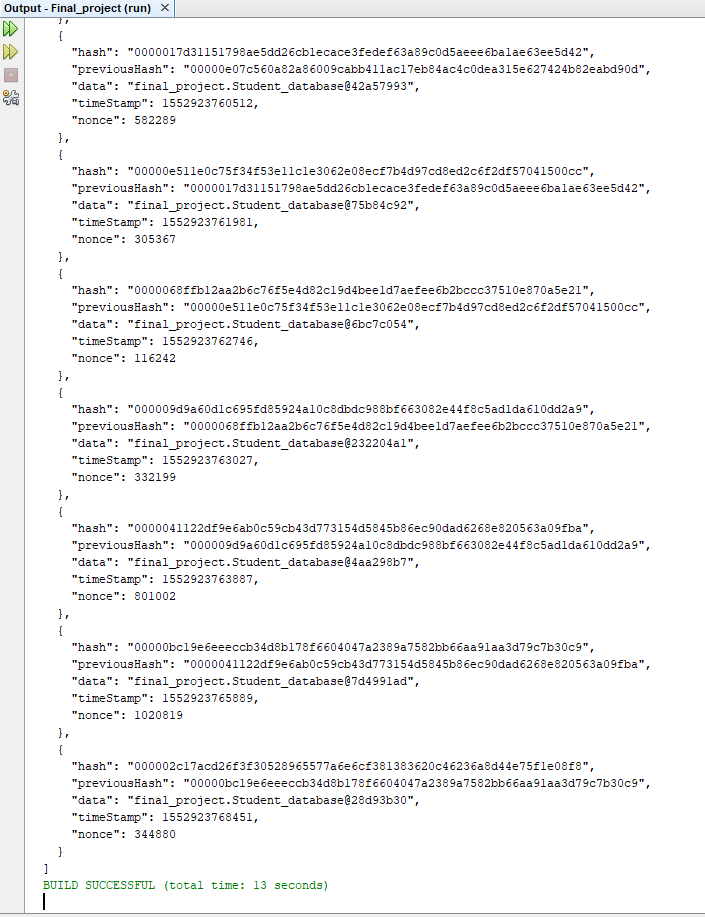 Output - Final_project (run) ×
},
{
"hash": "0000017d31151798ae5dd26cb1ecace3fedef63a89c0d5aeee6ba1ae63ee5d42",
"previousHash": "00000e07c560a82a86009cabb411ac17eb84ac4c0dea315e627424b82eabd90d",
"data": "final_project.Student_database@42a57993",
"timeStamp": 1552923760512,
"nonce": 582289
},
{
"hash": "00000e511e0c75f34f53e11c1e3062e08ecf7b4d97cd8ed2c6f2df57041500cc",
"previousHash": "0000017d31151798ae5dd26cb1ecace3fedef63a89c0d5aeee6ba1ae63ee5d42",
"data": "final_project.Student_database@75b84c92",
"timeStamp": 1552923761981,
"nonce": 305367
},
{
"hash": "0000068ffb12aa2b6c76f5e4d82c19d4bee1d7aefee6b2bccc37510e870a5e21",
"previousHash": "00000e511e0c75f34f53e11c1e3062e08ecf7b4d97cd8ed2c6f2df57041500cc",
"data": "final_project.Student_database@6bc7c054",
"timeStamp": 1552923762746,
"nonce": 116242
},
{
"hash": "000009d9a60d1c695fd85924a10c8dbdc988bf663082e44f8c5ad1da610dd2a9",
"previousHash": "0000068ffb12aa2b6c76f5e4d82c19d4bee1d7aefee6b2bccc37510e870a5e21",
"data": "final_project.Student_database@232204a1",
"timeStamp": 1552923763027,
"nonce": 332199
},
{
"hash": "0000041122df9e6ab0c59cb43d773154d5845b86ec90dad6268e820563a09fba",
"previousHash": "000009d9a60d1c695fd85924a10c8dbdc988bf663082e44f8c5ad1da610dd2a9",
"data": "final_project.Student_database@4aa298b7",
"timeStamp": 1552923763887,
"nonce": 801002
},
{
"hash": "00000bc19e6eeeccb34d8b178f6604047a2389a7582bb66aa91aa3d79c7b30c9",
"previousHash": "0000041122df9e6ab0c59cb43d773154d5845b86ec90dad6268e820563a09fba",
"data": "final_project.Student_database@7d4991ad",
"timeStamp": 1552923765889,
"nonce": 1020819
},
{
"hash": "000002c17acd26f3f30528965577a6e6cf381383620c46236a8d44e75f1e08f8",
"previousHash": "00000bc19e6eeeccb34d8b178f6604047a2389a7582bb66aa91aa3d79c7b30c9",
"data": "final_project.Student_database@28d93b30",
"timeStamp": 1552923768451,
"nonce": 344880
}
]
BUILD SUCCESSFUL (total time: 13 seconds)